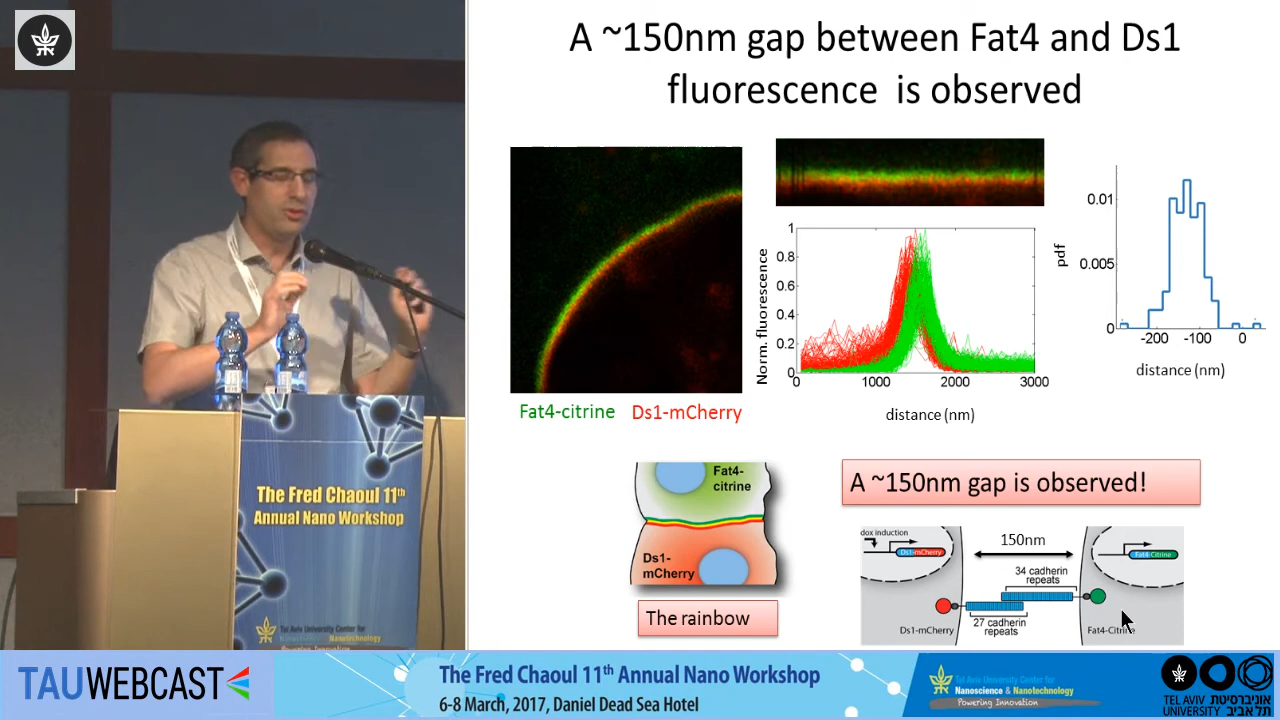 A ~150nm gap between Fat4 and Ds1
fluorescence is observed
Fat4-citrine Ds1-mCherry
Norm. fluorescence
1
0.8
0.6
0.4
0.2
0
0 1000 2000 3000
distance (nm)
pdf
0.01
0.005
0
-200 -100 0
distance (nm)
Fat4-
citrine
Ds1-
mCherry
The rainbow
A ~150nm gap is observed!
dox induction
Ds1-mCherry
150nm
Fat4-Citrine
34 cadherin
repeats
27 cadherin
repeats
Ds1-mCherry
Fat4-Citrine
The Fred Chaoul 11th
Annual Nano Workshop
Tel Aviv University Center for
Nanoscience & Nanotechnology
TAUWEBCAST
The Fred Chaoul 11th Annual Nano Workshop
6-8 March, 2017, Daniel Dead Sea Hotel
Tel Aviv University Center for
Nanoscience & Nanotechnology
Powering Innovation
TEL AVIV אוניברסיטת
UNIVERSITY תל אביב